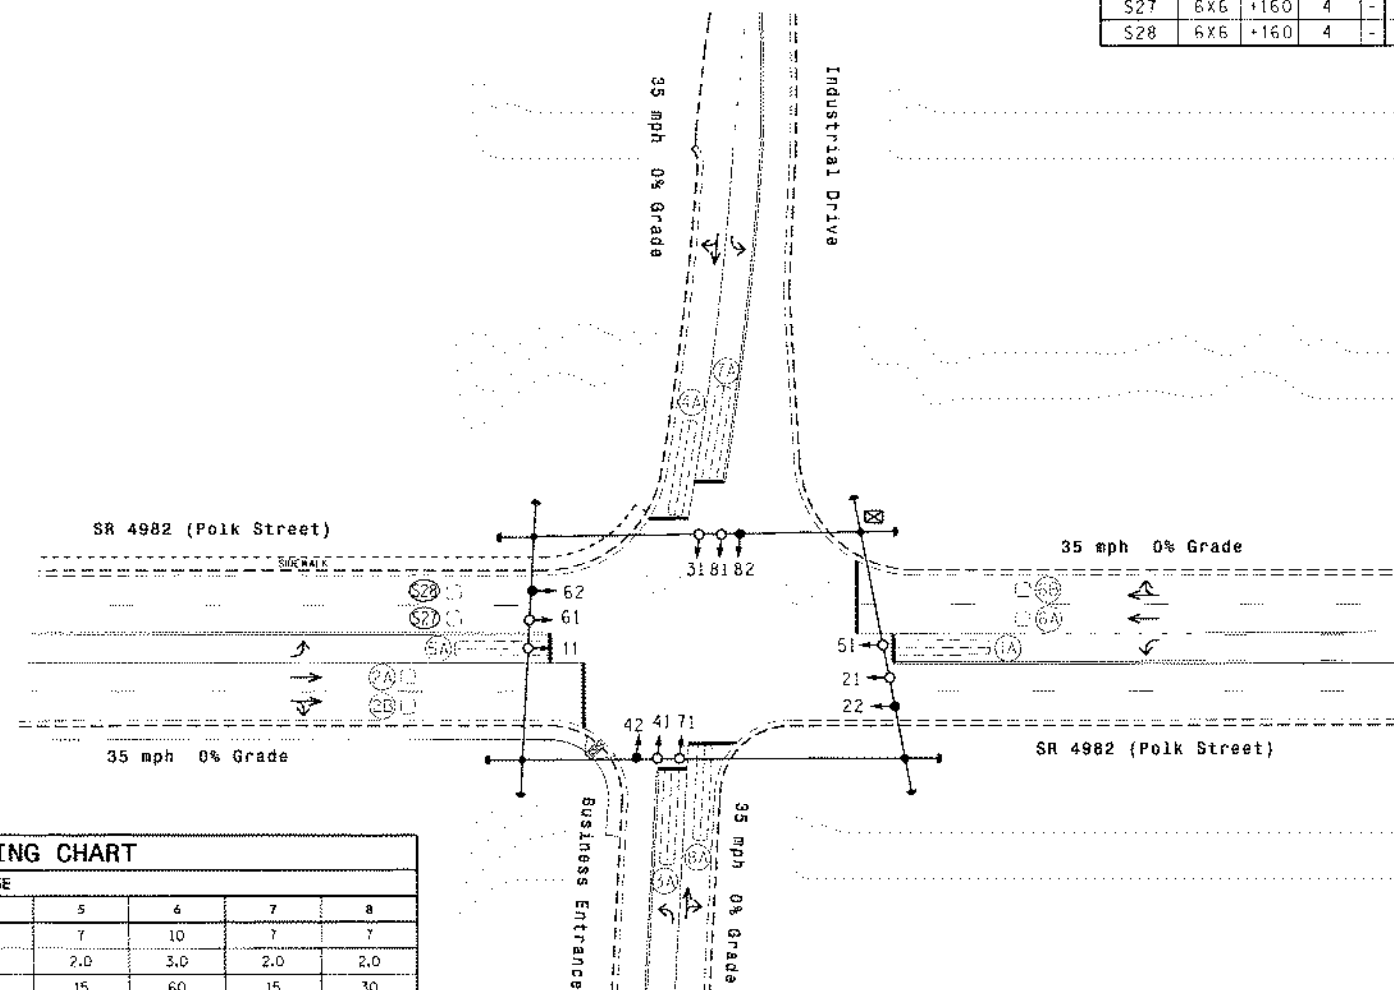 S27 6X6 +160 4 -
S28 6X6 +160 4 -
35 mph 0% Grade
Industrial Drive
7A
4A
SR 4982 (Polk Street)
SIDEWALK
31 81 82
35 mph 0% Grade
S28
62
6B
S27
61
6A
5A
11
51
1A
2A
21
2B
22
42 41 71
35 mph 0% Grade
SR 4982 (Polk Street)
Business Entrance
35 mph 0% Grade
8A
3A
ING CHART
SE
5 6 7 8
7 10 7 7
2.0 3.0 2.0 2.0
15 60 15 30